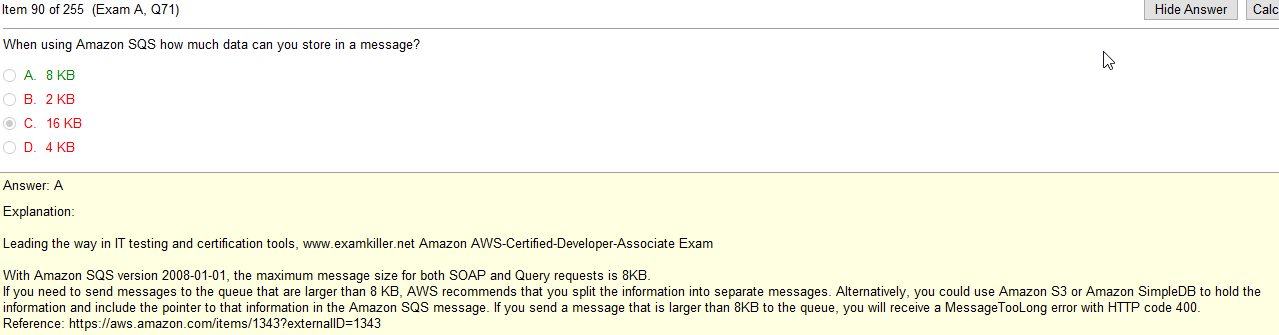 Item 90 of 255 (Exam A, Q71)
Hide Answer
Calc
When using Amazon SQS how much data can you store in a message?
A. 8 KB
B. 2 KB
C. 16 KB
D. 4 KB
Answer: A
Explanation:
Leading the way in IT testing and certification tools, www.examkiller.net Amazon AWS-Certified-Developer-Associate Exam
With Amazon SQS version 2008-01-01, the maximum message size for both SOAP and Query requests is 8KB.
If you need to send messages to the queue that are larger than 8 KB, AWS recommends that you split the information into separate messages. Alternatively, you could use Amazon S3 or Amazon SimpleDB to hold the
information and include the pointer to that information in the Amazon SQS message. If you send a message that is larger than 8KB to the queue, you will receive a MessageTooLong error with HTTP code 400.
Reference: https://aws.amazon.com/items/1343?externalID=1343